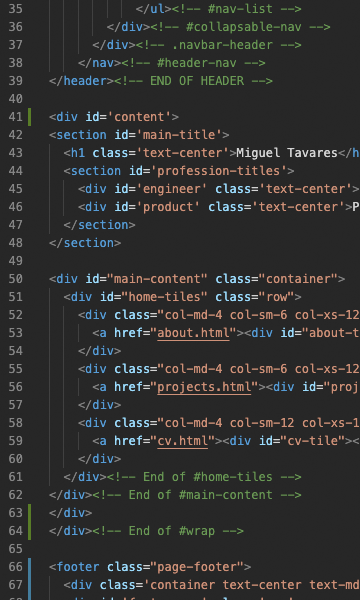 35 </ul><!-- #nav-list -->
36 </div><!-- #collapsable-nav -->
37 </div><!-- .navbar-header -->
38 </nav><!-- #header-nav -->
39 </header><!-- END OF HEADER -->
40
41 <div id='content'>
42 <section id='main-title'>
43 <h1 class='text-center'>Miguel Tavares</h
44 <section id='profession-titles'>
45 <div id='engineer' class='text-center'>
46 <div id='product' class='text-center'>P
47 </section>
48 </section>
49
50 <div id="main-content" class="container">
51 <div id="home-tiles" class="row">
52 <div class="col-md-4 col-sm-6 col-xs-12
53 <a href="about.html"><div id="about-t
54 </div>
55 <div class="col-md-4 col-sm-6 col-xs-12
56 <a href="projects.html"><div id="proj
57 </div>
58 <div class="col-md-4 col-sm-12 col-xs-1
59 <a href="cv.html"><div id="cv-tile"><
60 </div>
61 </div><!-- End of #home-tiles -->
62 </div><!-- End of #main-content -->
63 </div>
64 </div><!-- End of #wrap -->
65
66 <footer class="page-footer">
67 <div class='container text-center text-md